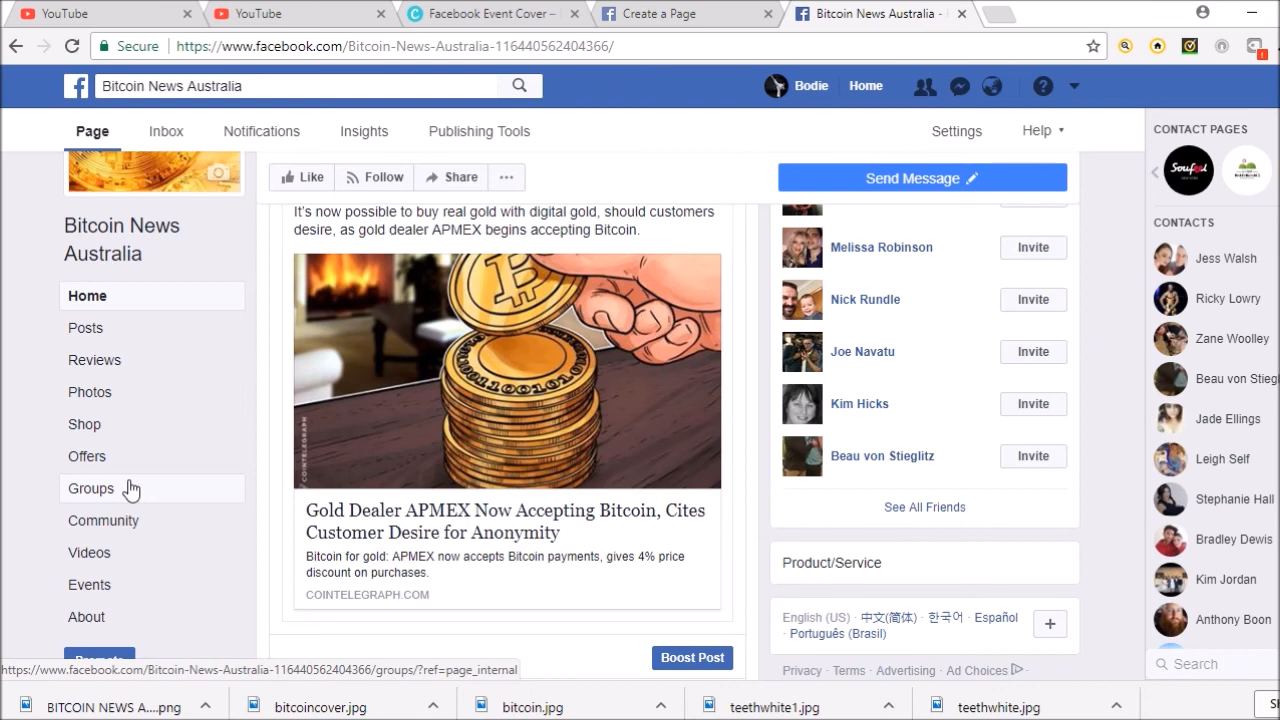 YouTube
YouTube
Facebook Event Cover –
Create a Page
Bitcoin News Australia -
Secure
https://www.facebook.com/Bitcoin-News-Australia-116440562404366/
Bitcoin News Australia
Bodie
Home
Page
Inbox
Notifications
Insights
Publishing Tools
Settings
Help
Like
Follow
Share
Send Message
Bitcoin News
Australia
Home
Posts
Reviews
Photos
Shop
Offers
Groups
Community
Videos
Events
About
Promote
It's now possible to buy real gold with digital gold, should customers
desire, as gold dealer APMEX begins accepting Bitcoin.
COINTELEGRAPH
Gold Dealer APMEX Now Accepting Bitcoin, Cites
Customer Desire for Anonymity
Bitcoin for gold: APMEX now accepts Bitcoin payments, gives 4% price
discount on purchases.
COINTELEGRAPH.COM
Boost Post
Melissa Robinson
Invite
Nick Rundle
Invite
Joe Navatu
Invite
Kim Hicks
Invite
Beau von Stieglitz
Invite
See All Friends
Product/Service
English (US) · 中文(简体) · 한국어 · Español
· Português (Brasil)
Privacy · Terms · Advertising · Ad Choices
CONTACT PAGES
Soufeel
CONTACTS
Jess Walsh
Ricky Lowry
Zane Woolley
Beau von Stiegl
Jade Ellings
Leigh Self
Stephanie Hall
Bradley Dewis
Kim Jordan
Anthony Boon
Search
https://www.facebook.com/Bitcoin-News-Australia-116440562404366/groups/?ref=page_internal
BITCOIN NEWS A....png
bitcoincover.jpg
bitcoin.jpg
teethwhite1.jpg
teethwhite.jpg